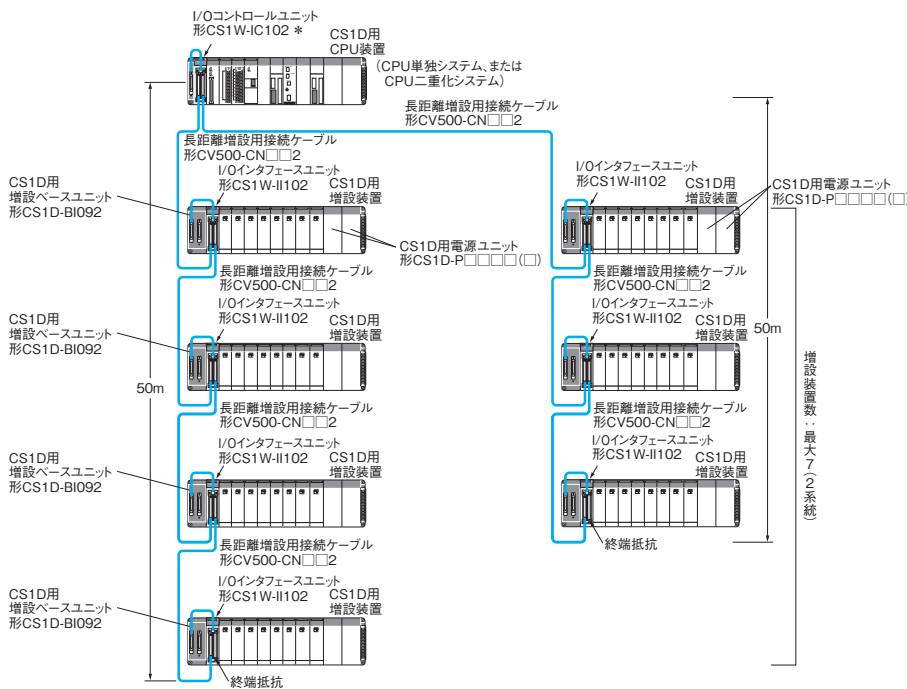 I/Oコントロールユニット
形CS1W-IC102 *
CS1D用
CPU装置
(CPU単独システム、または
CPU二重化システム)
長距離増設用接続ケーブル
形CV500-CN□□2
長距離増設用接続ケーブル
形CV500-CN□□2
CS1D用
増設ベースユニット
形CS1D-BI092
I/Oインタフェースユニット
形CS1W-II102
CS1D用
増設装置
CS1D用電源ユニット
形CS1D-P□□□□(□)
長距離増設用接続ケーブル
形CV500-CN□□2
CS1D用
増設ベースユニット
形CS1D-BI092
I/Oインタフェースユニット
形CS1W-II102
CS1D用
増設装置
50m
長距離増設用接続ケーブル
形CV500-CN□□2
CS1D用
増設ベースユニット
形CS1D-BI092
I/Oインタフェースユニット
形CS1W-II102
CS1D用
増設装置
長距離増設用接続ケーブル
形CV500-CN□□2
CS1D用
増設ベースユニット
形CS1D-BI092
I/Oインタフェースユニット
形CS1W-II102
CS1D用
増設装置
終端抵抗
I/Oインタフェースユニット
形CS1W-II102
CS1D用
増設装置
CS1D用電源ユニット
形CS1D-P□□□□(□
長距離増設用接続ケーブル
形CV500-CN□□2
I/Oインタフェースユニット
形CS1W-II102
CS1D用
増設装置
50m
長距離増設用接続ケーブル
形CV500-CN□□2
I/Oインタフェースユニット
形CS1W-II102
CS1D用
増設装置
終端抵抗
増設装置数：最大7(2系統)